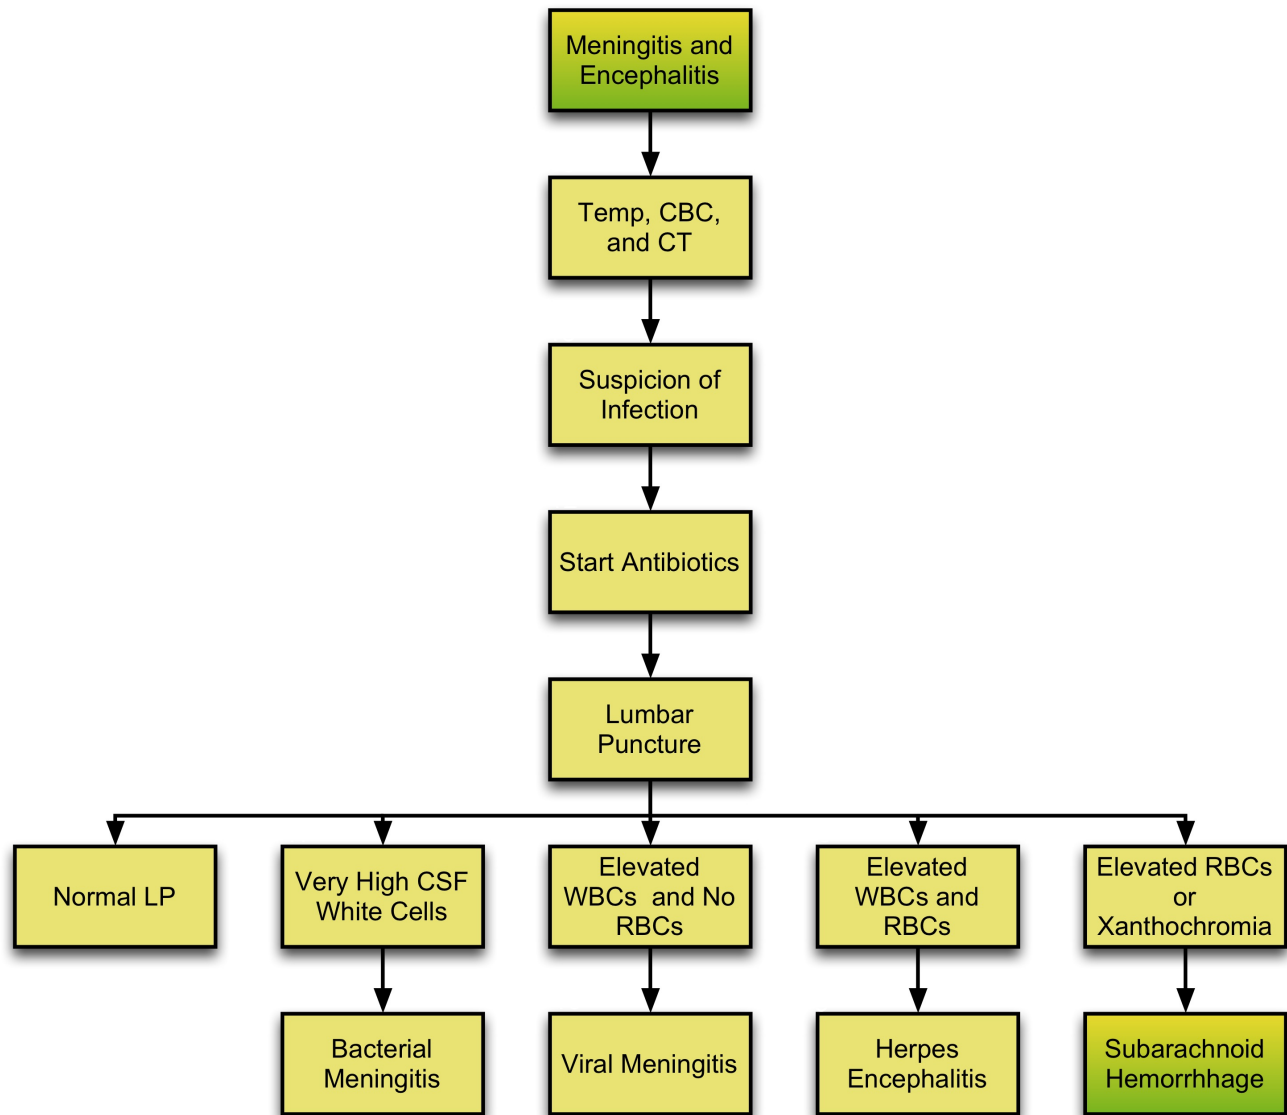 Meningitis and
Encephalitis
Temp, CBC,
and CT
Suspicion of
Infection
Start Antibiotics
Lumbar
Puncture
Normal LP
Very High CSF
White Cells
Elevated
WBCs  and No
RBCs
Elevated
WBCs and
RBCs
Elevated RBCs
or
Xanthochromia
Bacterial
Meningitis
Viral Meningitis
Herpes
Encephalitis
Subarachnoid
Hemorrhhage